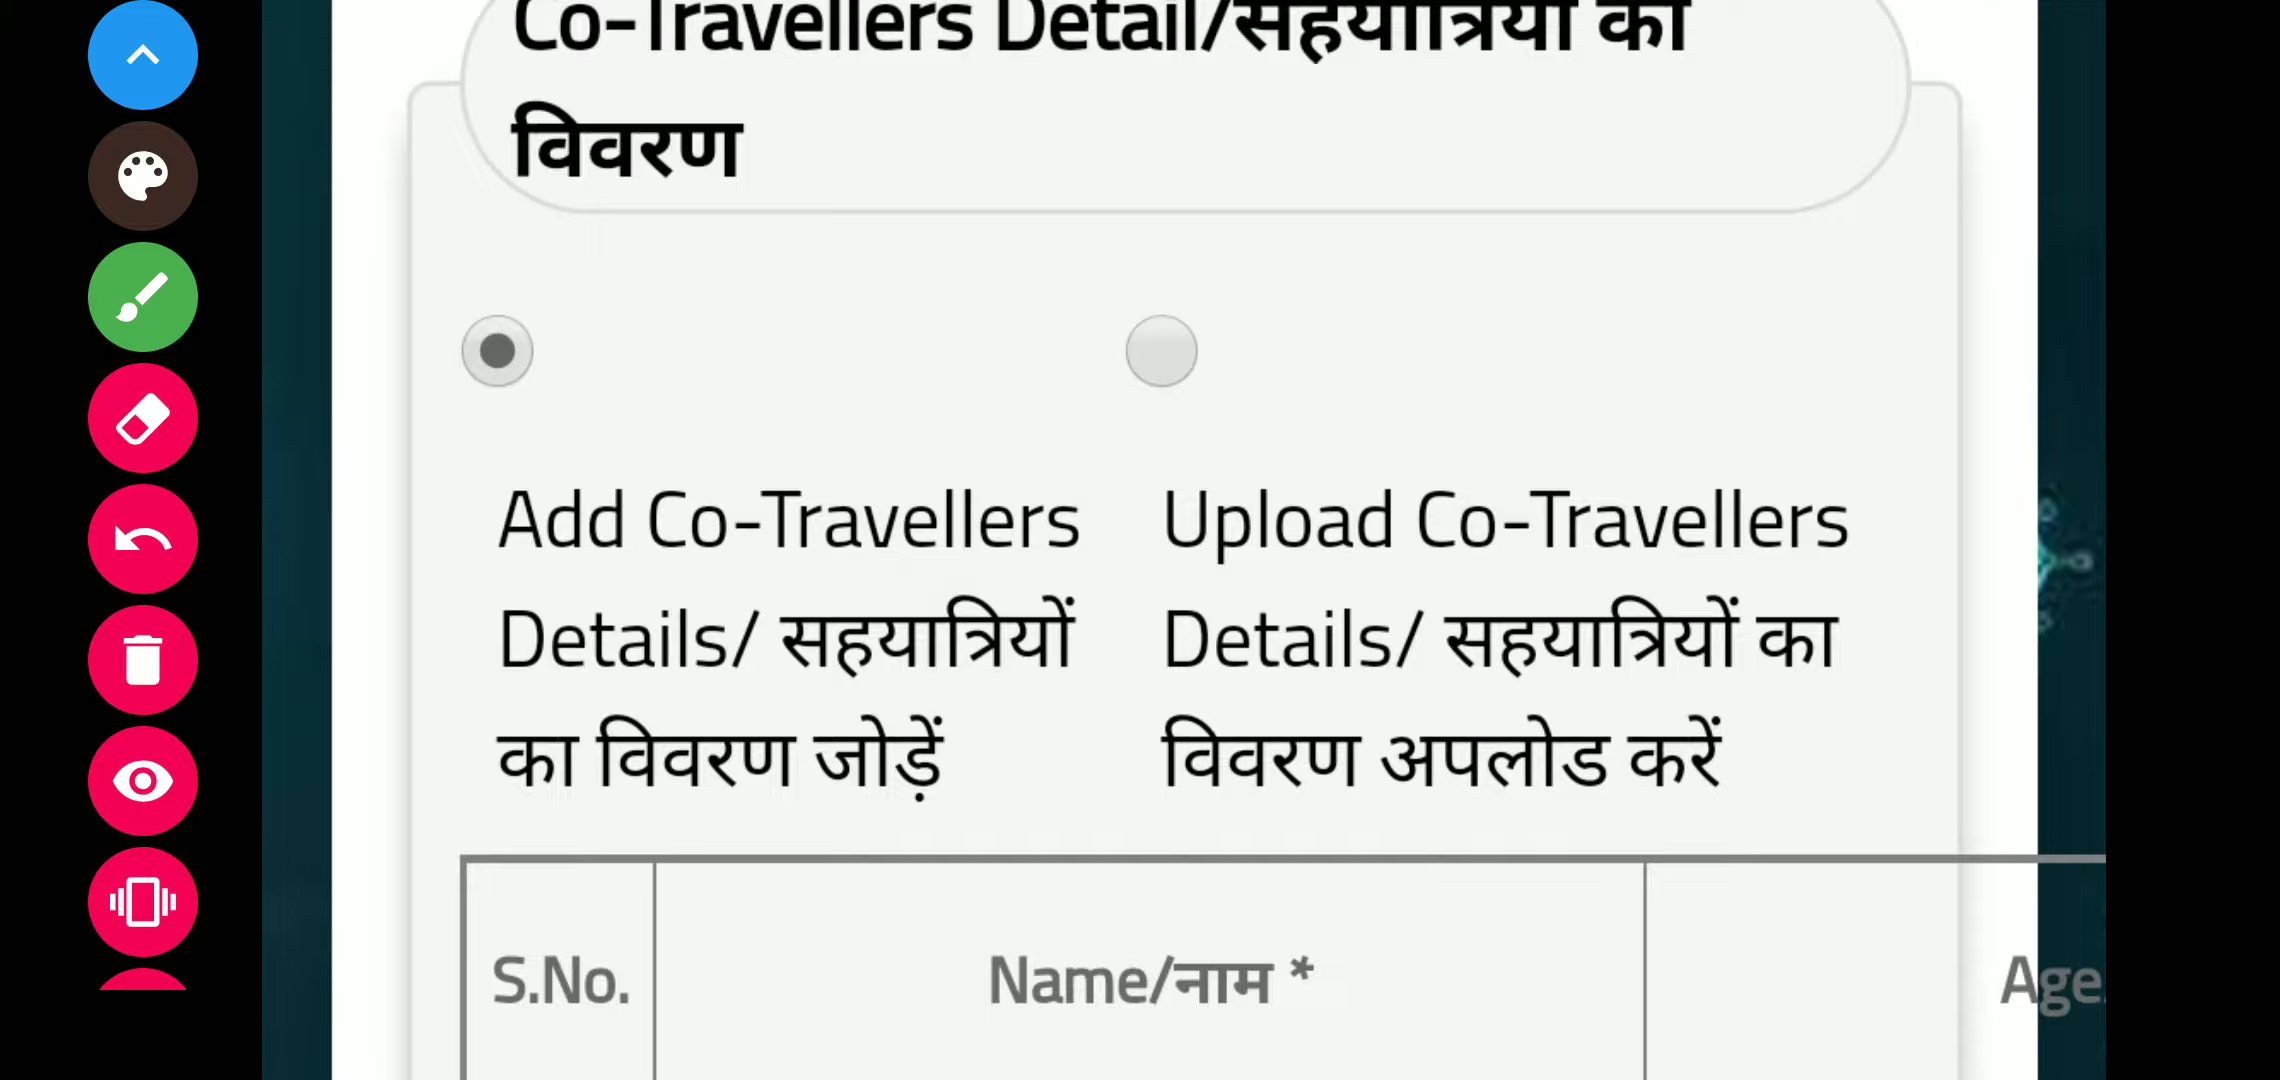 Co-Travellers Detail/सहयात्रियों का
विवरण
Add Co-Travellers
Details/ सहयात्रियों
का विवरण जोड़ें
Upload Co-Travellers
Details/ सहयात्रियों का
विवरण अपलोड करें
S.No.
Name/नाम *
Age